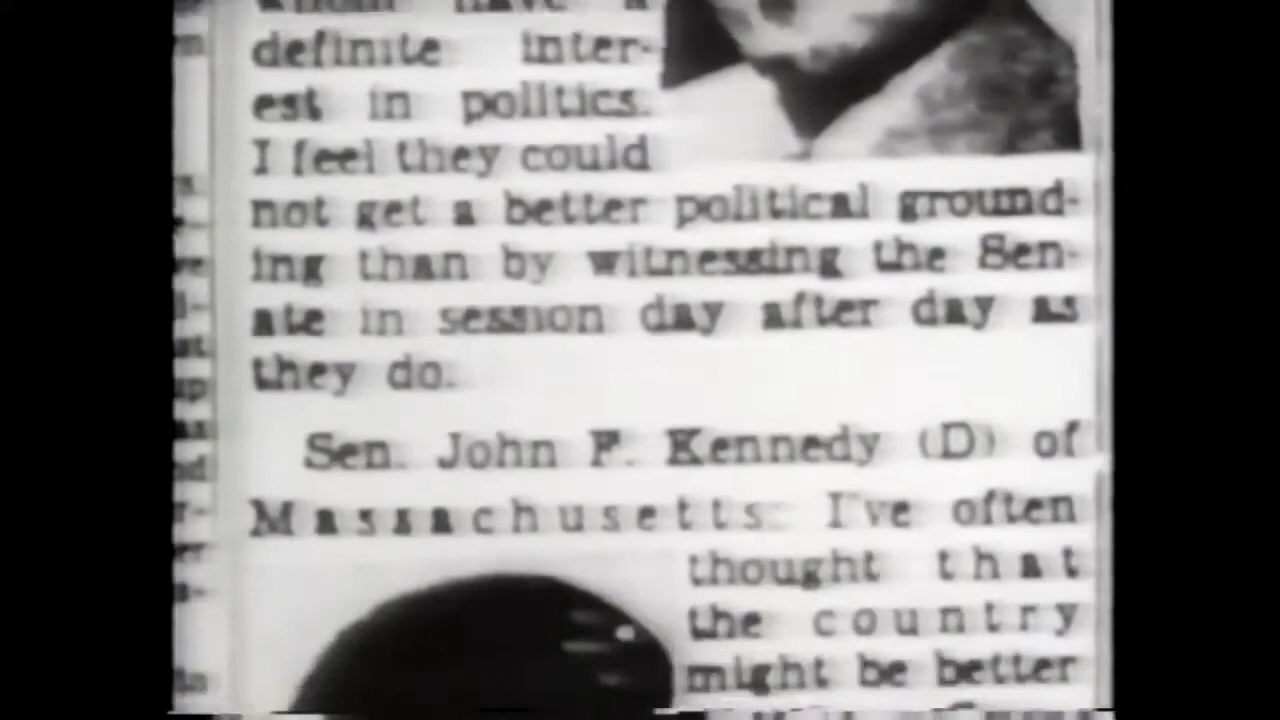 whom have a
definite inter-
est in politics.
I feel they could
not get a better political ground-
ing than by witnessing the Sen-
ate in session day after day as
they do.
Sen. John F. Kennedy (D) of
Massachusetts: I've often
thought that
the country
might be better